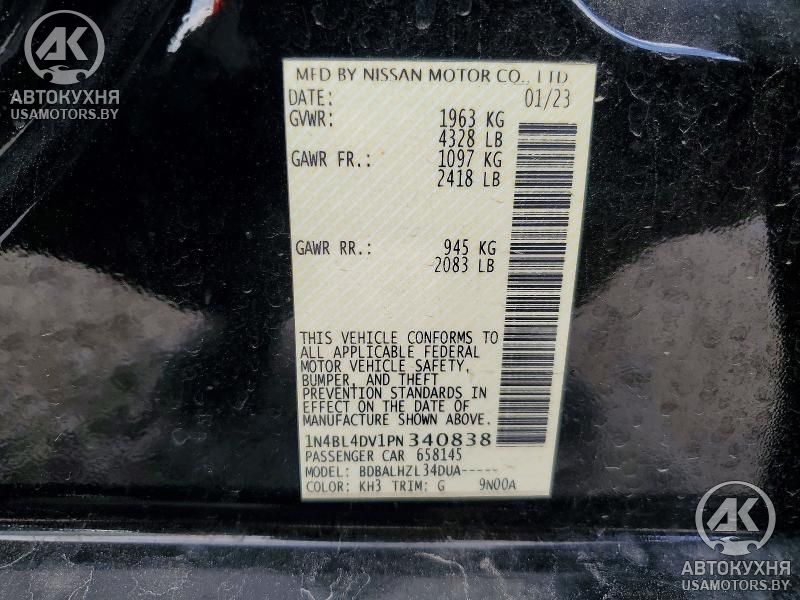 AK
АВТОКУХНЯ
USAMOTORS.BY
MFD BY NISSAN MOTOR CO., LTD.
DATE: 01/23
GVWR: 1963 KG
4328 LB
GAWR FR.: 1097 KG
2418 LB
GAWR RR.: 945 KG
2083 LB
THIS VEHICLE CONFORMS TO
ALL APPLICABLE FEDERAL
MOTOR VEHICLE SAFETY,
BUMPER, AND THEFT
PREVENTION STANDARDS IN
EFFECT ON THE DATE OF
MANUFACTURE SHOWN ABOVE.
1N4BL4DV1PN340838
PASSENGER CAR 658145
MODEL: BDBALHZL34DUA-----
COLOR: KH3 TRIM: G 9N00A
AK
АВТОКУХНЯ
USAMOTORS.BY